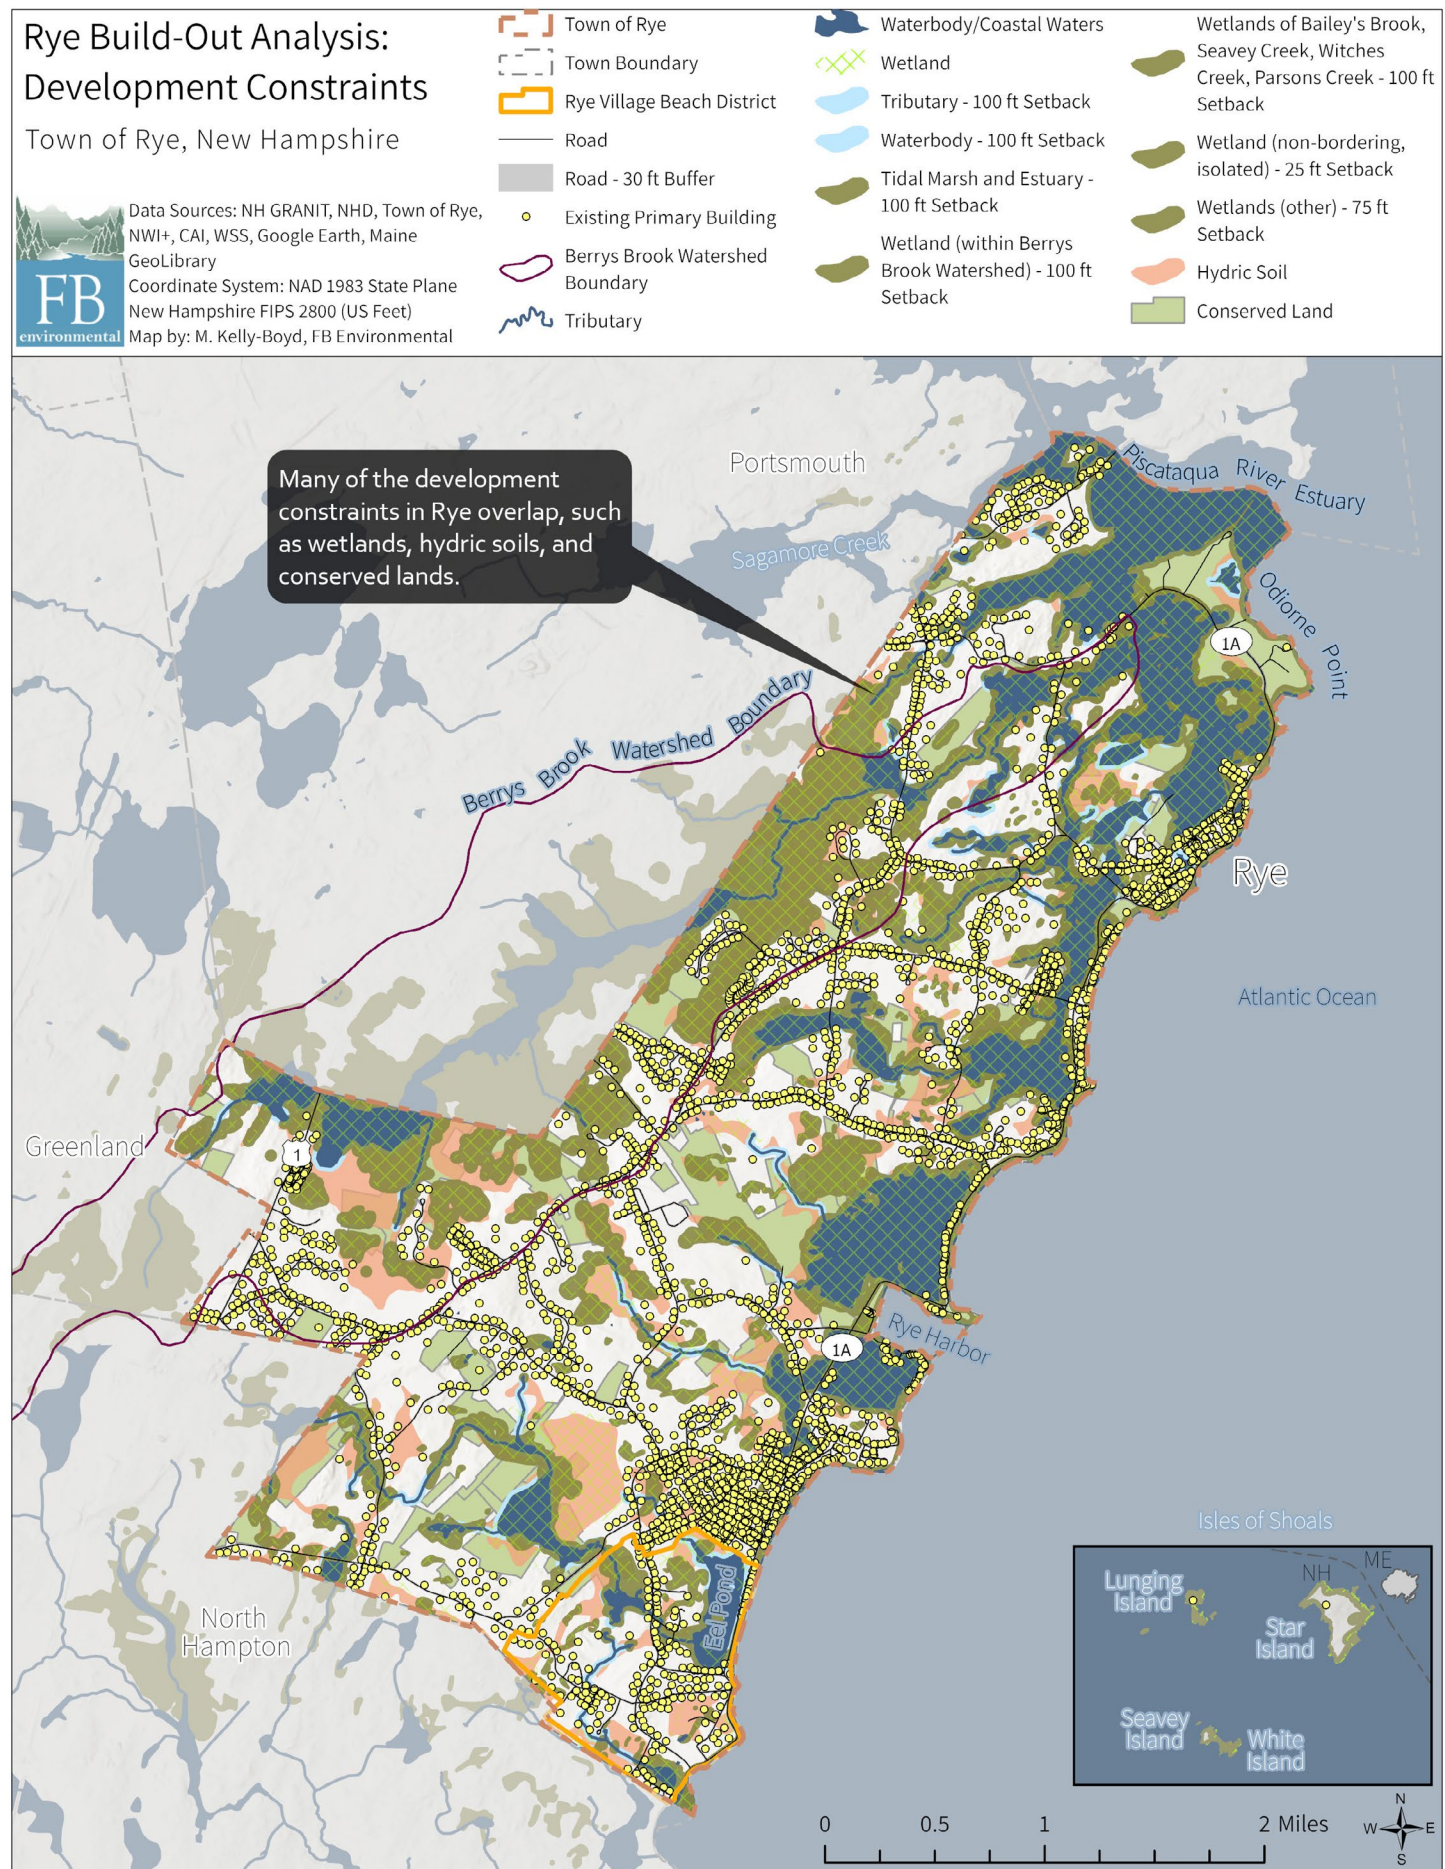 Rye Build-Out Analysis:
Development Constraints
Town of Rye, New Hampshire
FB
environmental
Data Sources: NH GRANIT, NHD, Town of Rye,
NWI+, CAI, WSS, Google Earth, Maine
GeoLibrary
Coordinate System: NAD 1983 State Plane
New Hampshire FIPS 2800 (US Feet)
Map by: M. Kelly-Boyd, FB Environmental
Town of Rye
Town Boundary
Rye Village Beach District
Road
Road - 30 ft Buffer
Existing Primary Building
Berrys Brook Watershed
Boundary
Tributary
Waterbody/Coastal Waters
Wetland
Tributary - 100 ft Setback
Waterbody - 100 ft Setback
Tidal Marsh and Estuary -
100 ft Setback
Wetland (within Berrys
Brook Watershed) - 100 ft
Setback
Wetlands of Bailey's Brook,
Seavey Creek, Witches
Creek, Parsons Creek - 100 ft
Setback
Wetland (non-bordering,
isolated) - 25 ft Setback
Wetlands (other) - 75 ft
Setback
Hydric Soil
Conserved Land
Many of the development
constraints in Rye overlap, such
as wetlands, hydric soils, and
conserved lands.
Portsmouth
Piscataqua River Estuary
Sagamore Creek
Odiorne Point
1A
Berrys Brook Watershed Boundary
Rye
Atlantic Ocean
Greenland
1
Rye Harbor
1A
Isles of Shoals
Eel Pond
North
Hampton
Lunging
Island
NH
ME
Star
Island
Seavey
Island
White
Island
0 0.5 1 2 Miles
N
W E
S